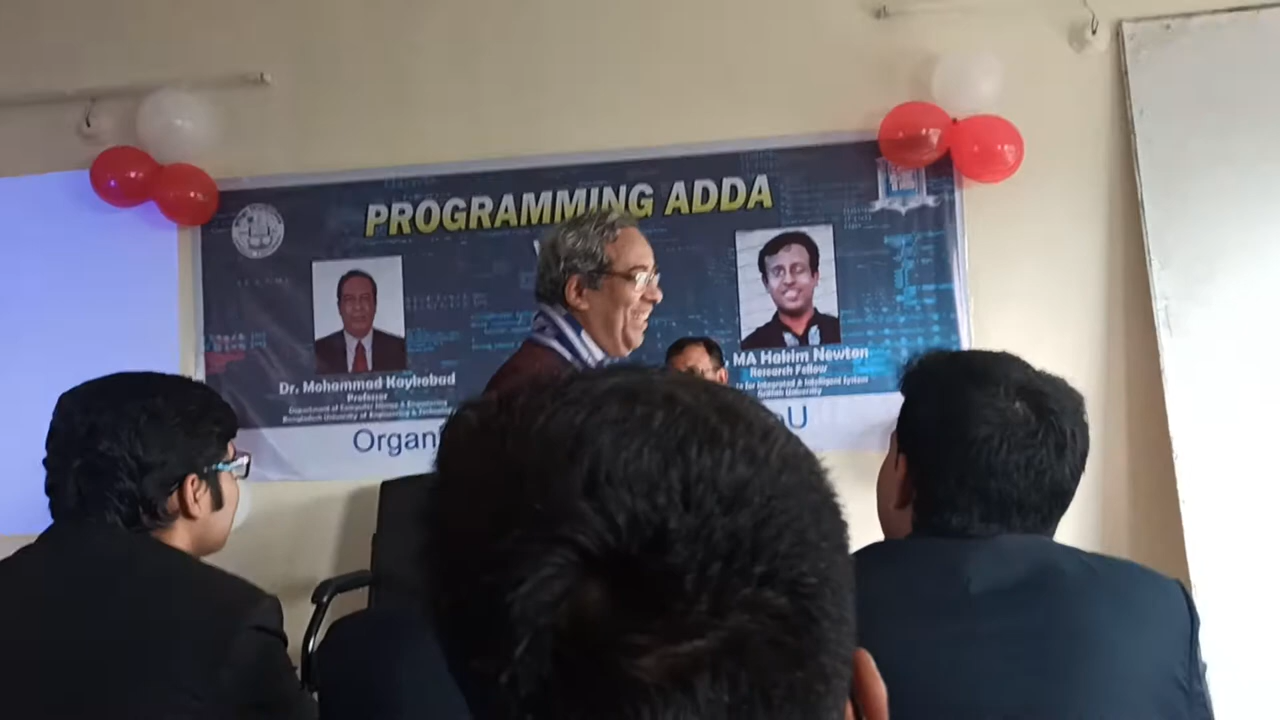 PROGRAMMING ADDA
Dr. Mohammad Kaykobad
Professor
Department of Computer Science & Engineering
Bangladesh University of Engineering & Technology
MA Hakim Newton
Research Fellow
for Integrated & Intelligent System
Griffith University
Organi
U